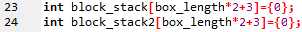 23 int block_stack[box_length*2+3]={0};
24 int block_stack2[box_length*2+3]={0};